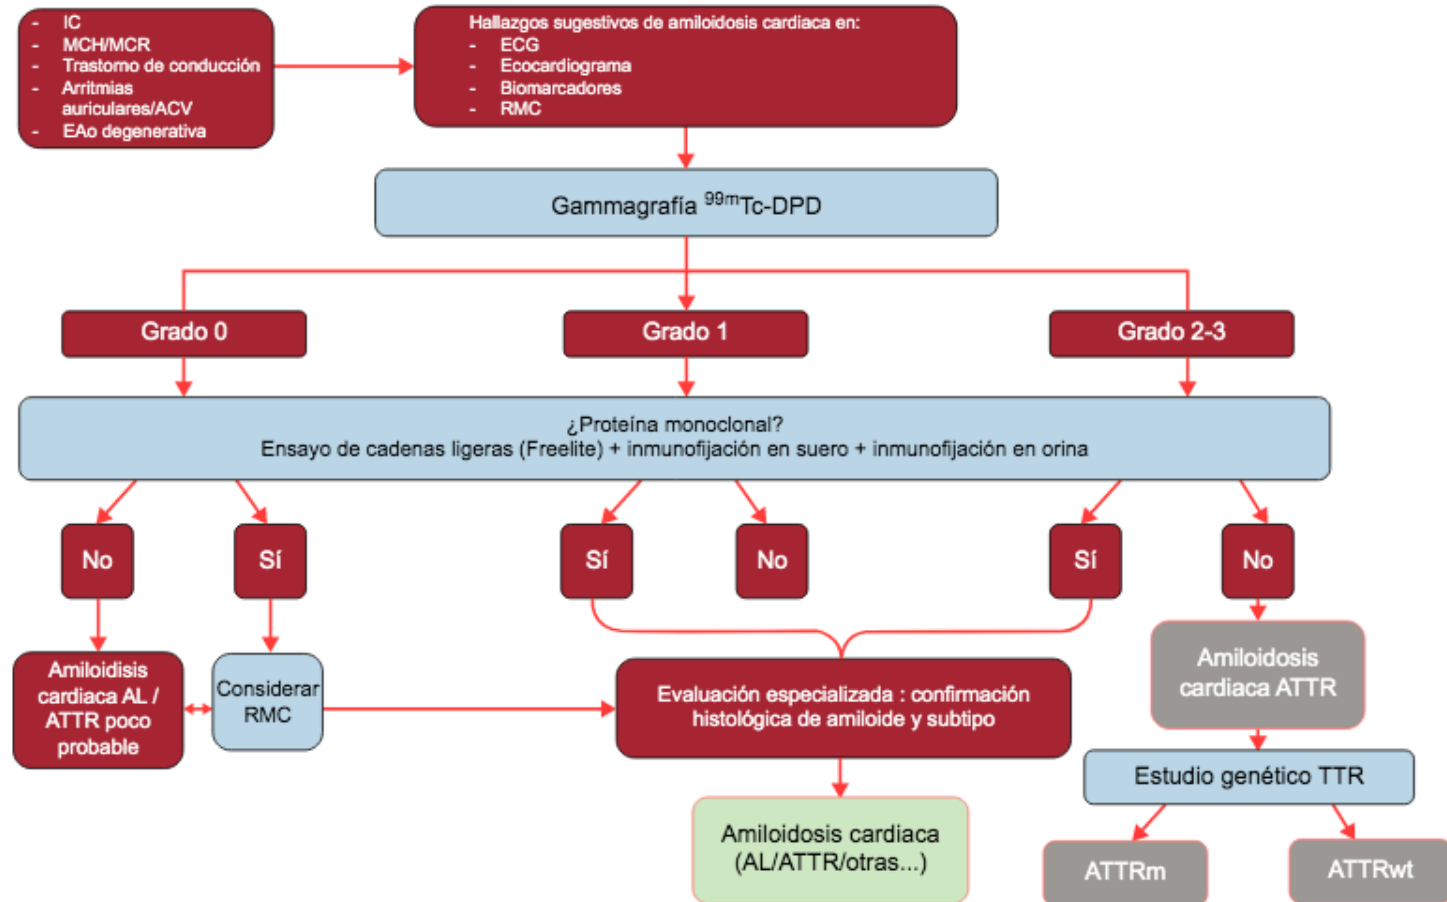 - IC
- MCH/MCR
- Trastorno de conducción
- Arritmias
auriculares/ACV
- EAo degenerativa
Hallazgos sugestivos de amiloidosis cardiaca en:
- ECG
- Ecocardiograma
- Biomarcadores
- RMC
Gammagrafía ⁹⁹ᵐTc-DPD
Grado 0
Grado 1
Grado 2-3
¿Proteína monoclonal?
Ensayo de cadenas ligeras (Freelite) + inmunofijación en suero + inmunofijación en orina
No
Sí
Sí
No
Sí
No
Amiloidisis
cardiaca AL /
ATTR poco
probable
Considerar
RMC
Evaluación especializada : confirmación
histológica de amiloide y subtipo
Amiloidosis
cardiaca ATTR
Estudio genético TTR
Amiloidosis cardiaca
(AL/ATTR/otras...)
ATTRm
ATTRwt